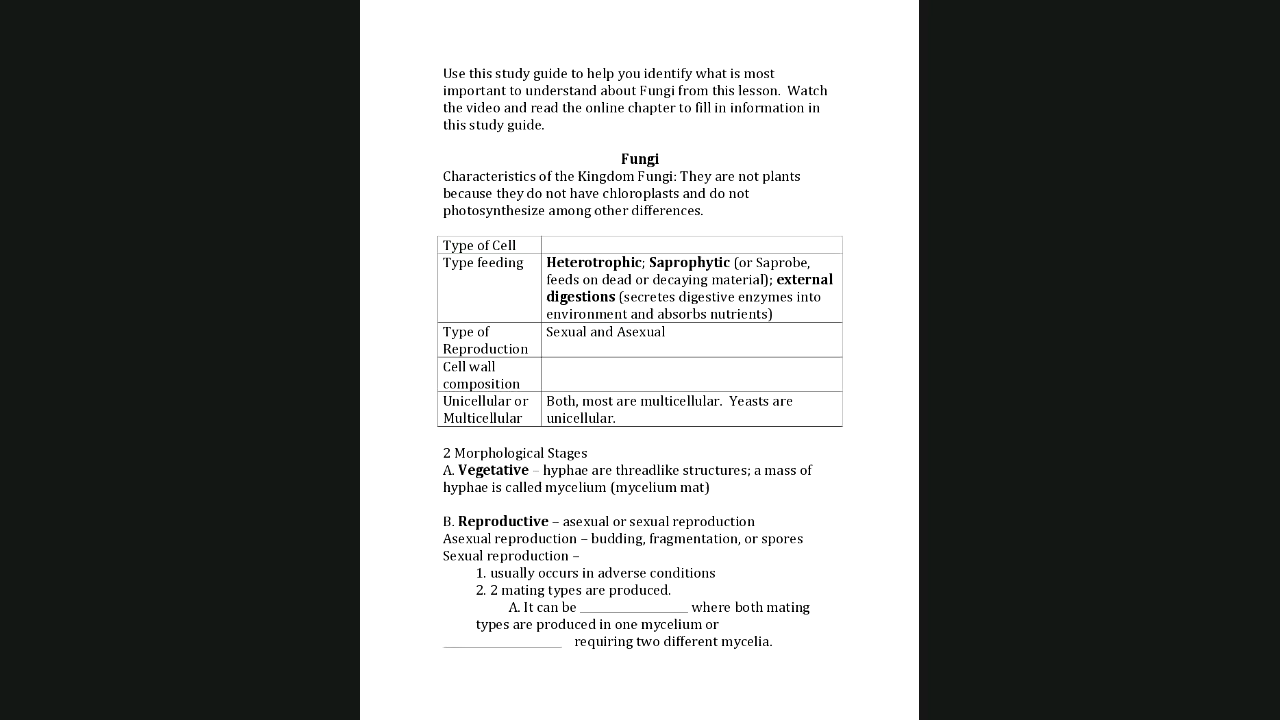 Use this study guide to help you identify what is most
important to understand about Fungi from this lesson.  Watch
the video and read the online chapter to fill in information in
this study guide.
Fungi
Characteristics of the Kingdom Fungi: They are not plants
because they do not have chloroplasts and do not
photosynthesize among other differences.
Type of Cell
Type feeding
Heterotrophic; Saprophytic (or Saprobe,
feeds on dead or decaying material); external
digestions (secretes digestive enzymes into
environment and absorbs nutrients)
Type of
Reproduction
Sexual and Asexual
Cell wall
composition
Unicellular or
Multicellular
Both, most are multicellular.  Yeasts are
unicellular.
2 Morphological Stages
A. Vegetative – hyphae are threadlike structures; a mass of
hyphae is called mycelium (mycelium mat)
B. Reproductive – asexual or sexual reproduction
Asexual reproduction – budding, fragmentation, or spores
Sexual reproduction –
1. usually occurs in adverse conditions
2. 2 mating types are produced.
A. It can be _________________ where both mating
types are produced in one mycelium or
___________________ requiring two different mycelia.